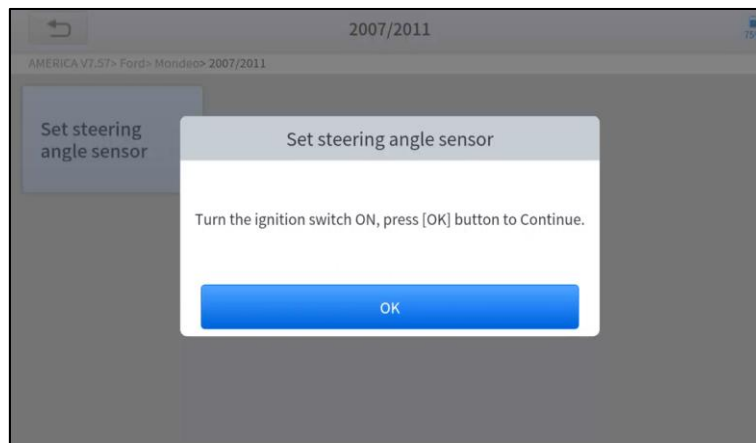 2007/2011
AMERICA V7.57> Ford> Mondeo> 2007/2011
Set steering
angle sensor
Set steering angle sensor
Turn the ignition switch ON, press [OK] button to Continue.
OK